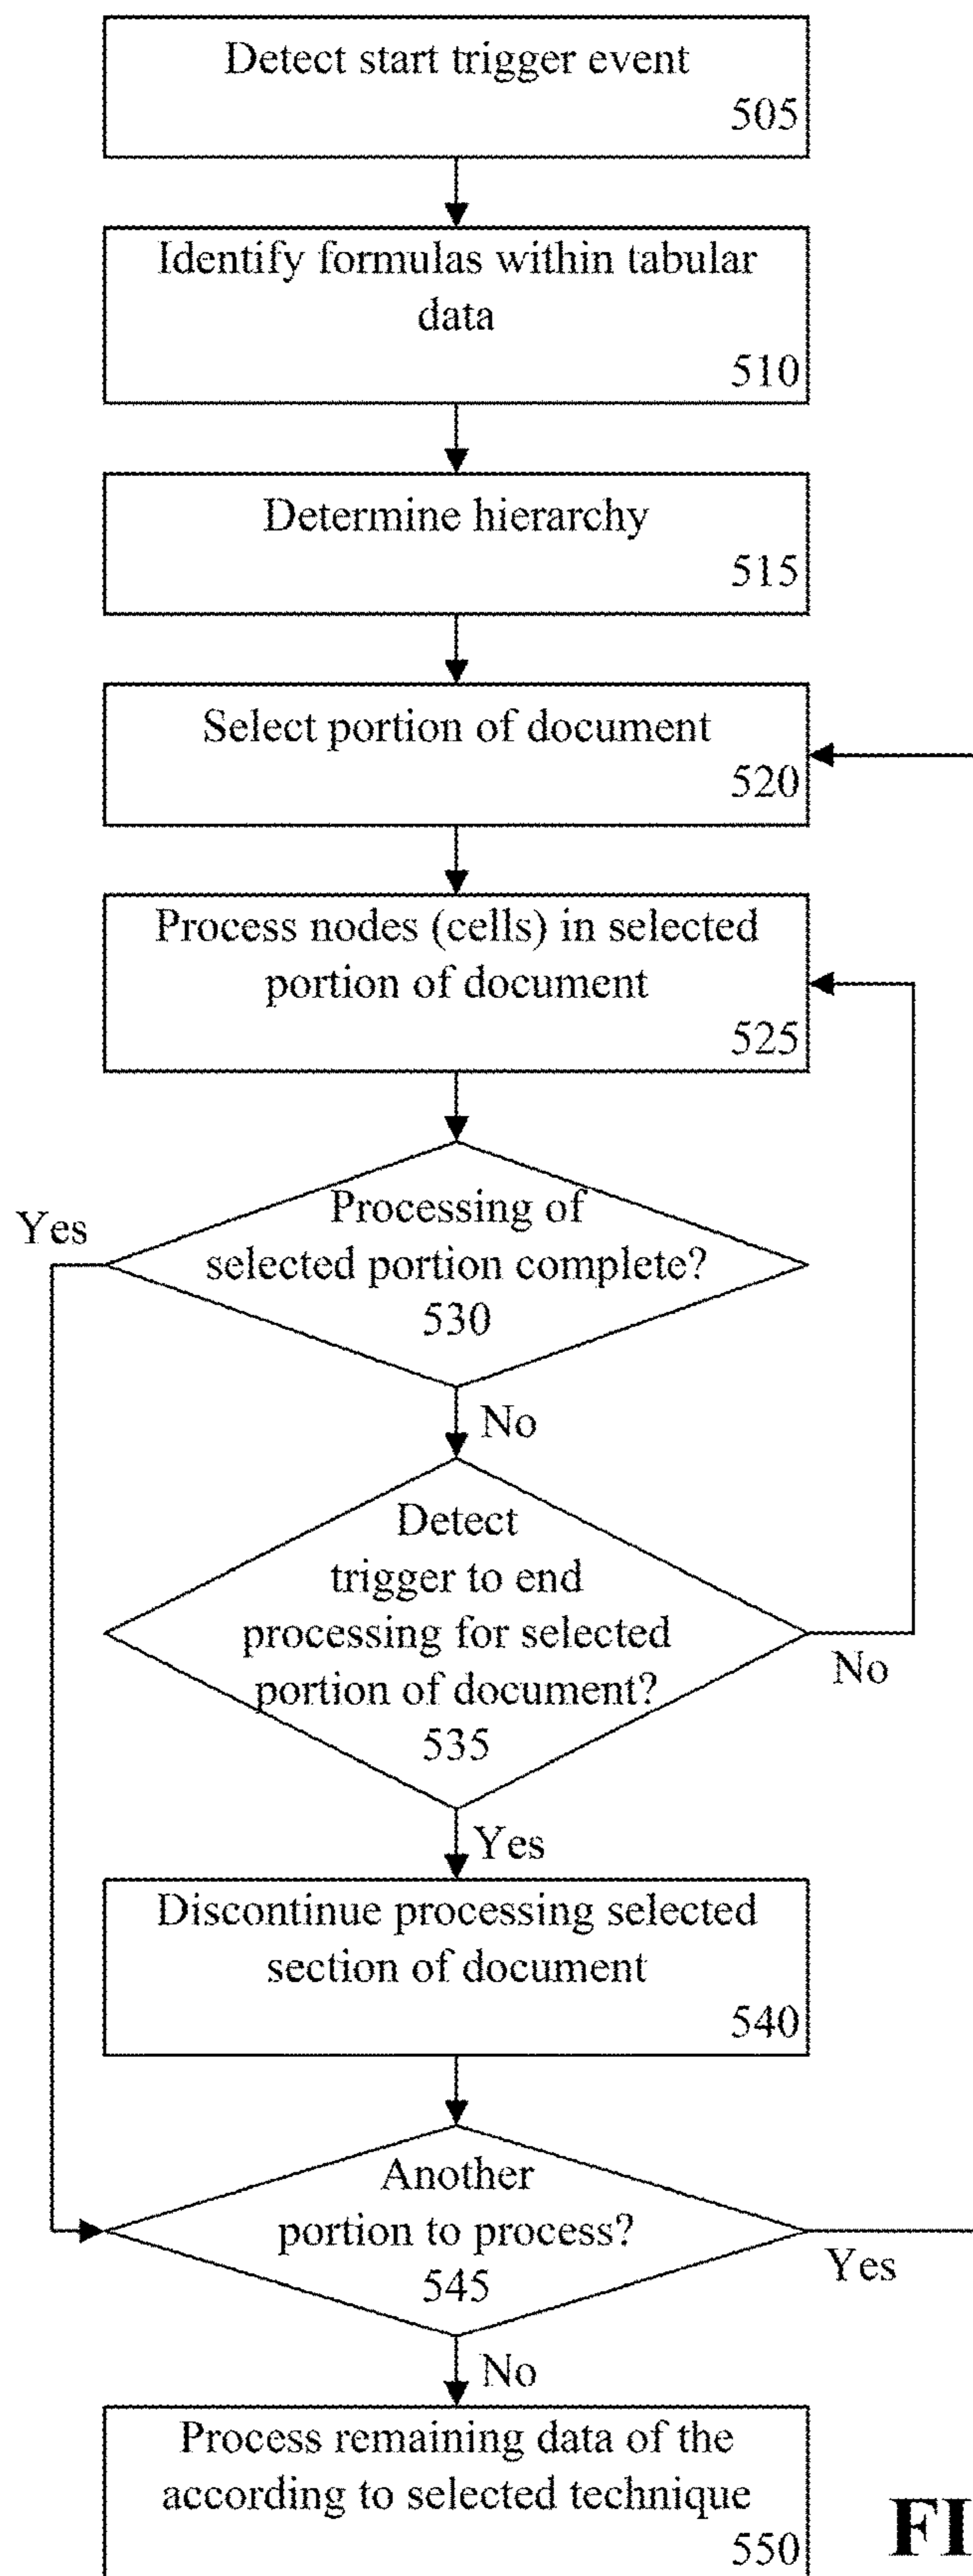 Detect start trigger event
505
Identify formulas within tabular
data
510
Determine hierarchy
515
Select portion of document
520
Process nodes (cells) in selected
portion of document
525
Yes
Processing of
selected portion complete?
530
No
Detect
trigger to end
processing for selected
portion of document?
535
No
Yes
Discontinue processing selected
section of document
540
Another
portion to process?
545
Yes
No
Process remaining data of the
according to selected technique
550
FI